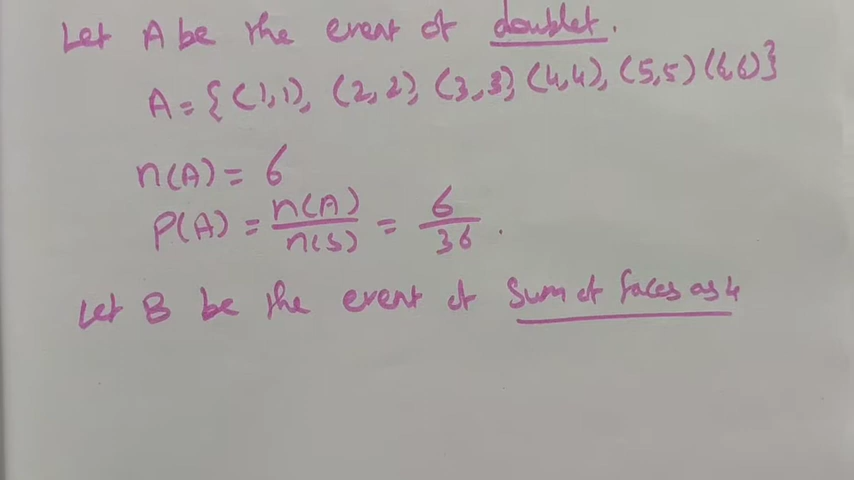 Let A be the event of doublet.
A = {(1,1), (2,2), (3,3), (4,4), (5,5) (6,6)}
n(A) = 6
P(A) = n(A)/n(S) = 6/36.
Let B be the event of Sum of faces as 4